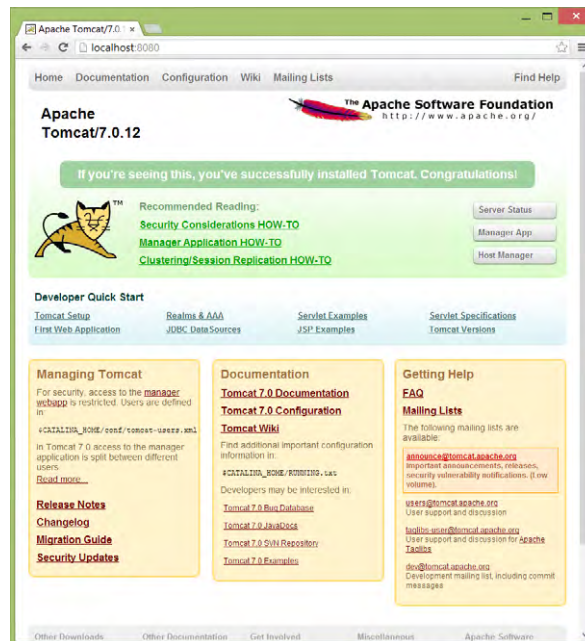 Apache Tomcat/7.0.
localhost:8080
Home Documentation Configuration Wiki Mailing Lists Find Help
Apache
Tomcat/7.0.12
The Apache Software Foundation
http://www.apache.org/
If you're seeing this, you've successfully installed Tomcat. Congratulations!
TM
Recommended Reading:
Security Considerations HOW-TO
Manager Application HOW-TO
Clustering/Session Replication HOW-TO
Server Status
Manager App
Host Manager
Developer Quick Start
Tomcat Setup Realms & AAA Servlet Examples Servlet Specifications
First Web Application JDBC DataSources JSP Examples Tomcat Versions
Managing Tomcat
For security, access to the manager
webapp is restricted. Users are defined
in:
$CATALINA_HOME/conf/tomcat-users.xml
In Tomcat 7.0 access to the manager
application is split between different
users.
Read more...
Release Notes
Changelog
Migration Guide
Security Updates
Documentation
Tomcat 7.0 Documentation
Tomcat 7.0 Configuration
Tomcat Wiki
Find additional important configuration
information in:
$CATALINA_HOME/RUNNING.txt
Developers may be interested in:
Tomcat 7.0 Bug Database
Tomcat 7.0 JavaDocs
Tomcat 7.0 SVN Repository
Tomcat 7.0 Examples
Getting Help
FAQ
Mailing Lists
The following mailing lists are
available:
announce@tomcat.apache.org
Important announcements, releases,
security vulnerability notifications. (Low
volume).
users@tomcat.apache.org
User support and discussion
taglibs-user@tomcat.apache.org
User support and discussion for Apache
Taglibs
dev@tomcat.apache.org
Development mailing list, including commit
messages
Other Downloads Other Documentation Get Involved Miscellaneous Apache Software